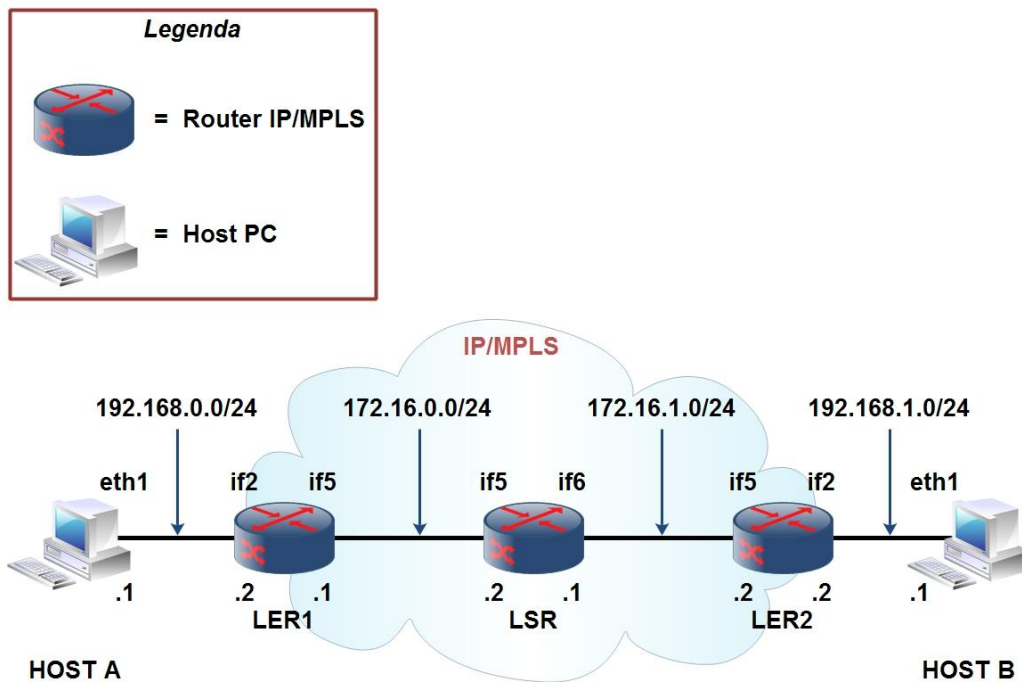 Legenda
= Router IP/MPLS
= Host PC
IP/MPLS
192.168.0.0/24 172.16.0.0/24 172.16.1.0/24 192.168.1.0/24
eth1 if2 if5 if5 if6 if5 if2 eth1
.1 .2 .1 .2 .1 .2 .2 .1
LER1 LSR LER2
HOST A HOST B